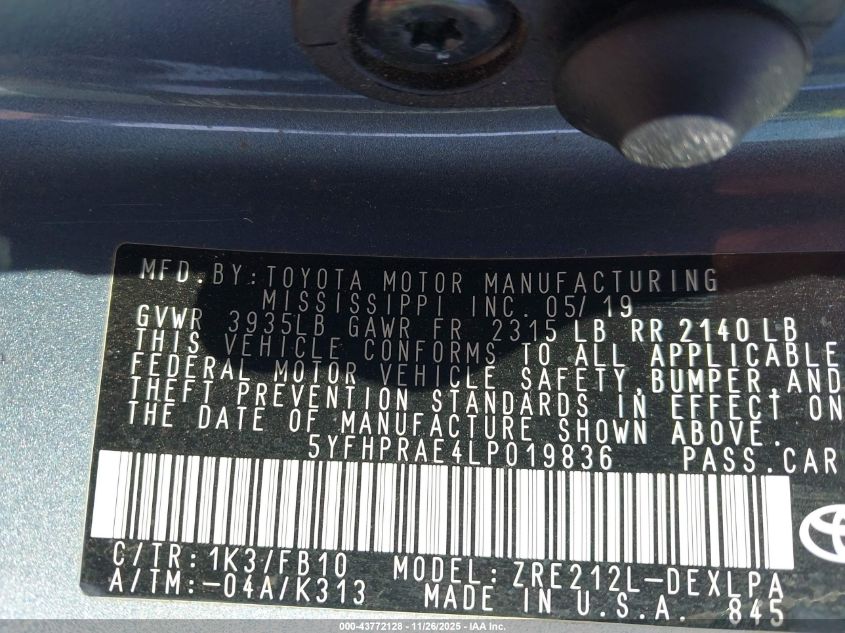 MFD. BY: TOYOTA MOTOR MANUFACTURING
MISSISSIPPI INC. 05/19
GVWR 3935LB GAWR FR 2315 LB RR 2140 LB
THIS VEHICLE CONFORMS TO ALL APPLICABLE
FEDERAL MOTOR VEHICLE SAFETY, BUMPER, AND
THEFT PREVENTION STANDARDS IN EFFECT ON
THE DATE OF MANUFACTURE SHOWN ABOVE.
5YFHPRAE4LP019836 PASS. CAR
C/TR: 1K3/FB10 MODEL: ZRE212L-DEXLPA
A/TM: -04A/K313 MADE IN U.S.A. 845
000-43772128 - 11/26/2025 - IAA Inc.